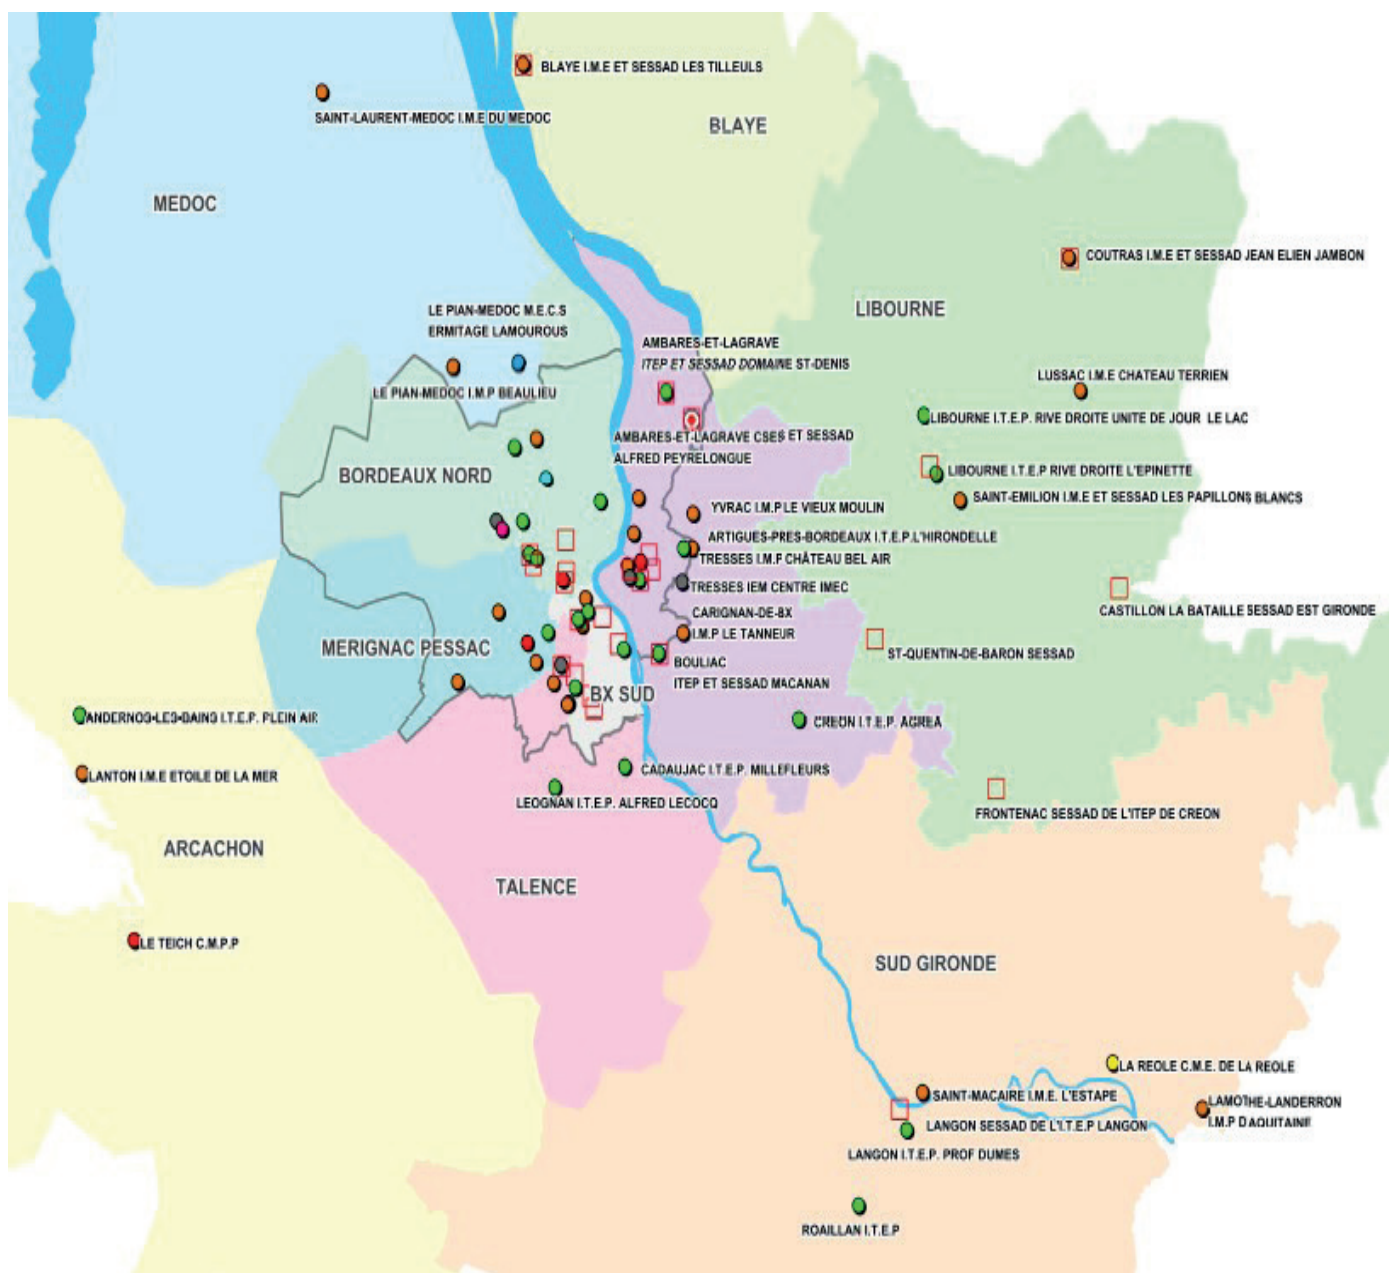 BLAYE I.M.E ET SESSAD LES TILLEULS
SAINT-LAURENT-MEDOC I.M.E DU MEDOC
BLAYE
MEDOC
COUTRAS I.M.E ET SESSAD JEAN ELIEN JAMBON
LIBOURNE
LE PIAN-MEDOC M.E.C.S
ERMITAGE LAMOUROUS
AMBARES-ET-LAGRAVE
ITEP ET SESSAD DOMAINE ST-DENIS
LE PIAN-MEDOC I.M.P BEAULIEU
LUSSAC I.M.E CHATEAU TERRIEN
LIBOURNE I.T.E.P. RIVE DROITE UNITE DE JOUR LE LAC
AMBARES-ET-LAGRAVE CSES ET SESSAD
ALFRED PEYRELONGUE
BORDEAUX NORD
LIBOURNE I.T.E.P RIVE DROITE L'EPINETTE
SAINT-EMILION I.M.E ET SESSAD LES PAPILLONS BLANCS
YVRAC I.M.P LE VIEUX MOULIN
ARTIGUES-PRES-BORDEAUX I.T.E.P.L'HIRONDELLE
TRESSES I.M.P CHÂTEAU BEL AIR
TRESSES IEM CENTRE IMEC
CARIGNAN-DE-BX
I.M.P LE TANNEUR
CASTILLON LA BATAILLE SESSAD EST GIRONDE
MERIGNAC PESSAC
ST-QUENTIN-DE-BARON SESSAD
BOULIAC
ITEP ET SESSAD MACANAN
BX SUD
ANDERNOS-LES-BAINS I.T.E.P. PLEIN AIR
CREON I.T.E.P. AGREA
LANTON I.M.E ETOILE DE LA MER
CADAUJAC I.T.E.P. MILLEFLEURS
LEOGNAN I.T.E.P. ALFRED LECOCQ
FRONTENAC SESSAD DE L'ITEP DE CREON
ARCACHON
TALENCE
LE TEICH C.M.P.P
SUD GIRONDE
LA REOLE C.M.E. DE LA REOLE
SAINT-MACAIRE I.M.E. L'ESTAPE
LAMOTHE-LANDERRON
I.M.P D'AQUITAINE
LANGON SESSAD DE L'I.T.E.P LANGON
LANGON I.T.E.P. PROF DUMES
ROAILLAN I.T.E.P